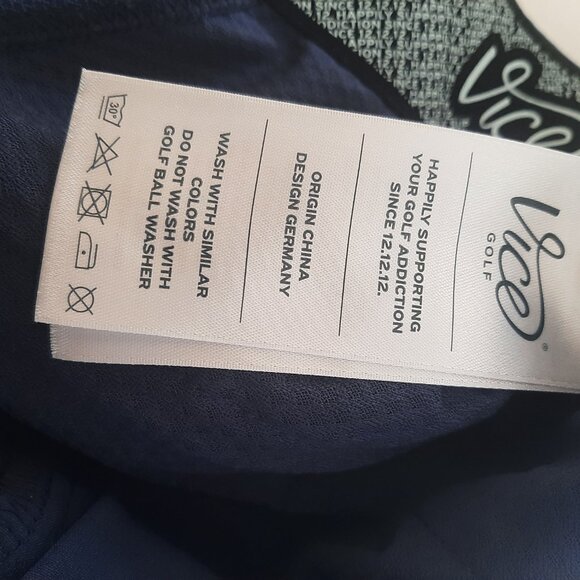 Vice
GOLF
®
HAPPILY SUPPORTING
YOUR GOLF ADDICTION
SINCE 12.12.12.
ORIGIN CHINA
DESIGN GERMANY
WASH WITH SIMILAR
COLORS
DO NOT WASH WITH
GOLF BALL WASHER
30°
Vice